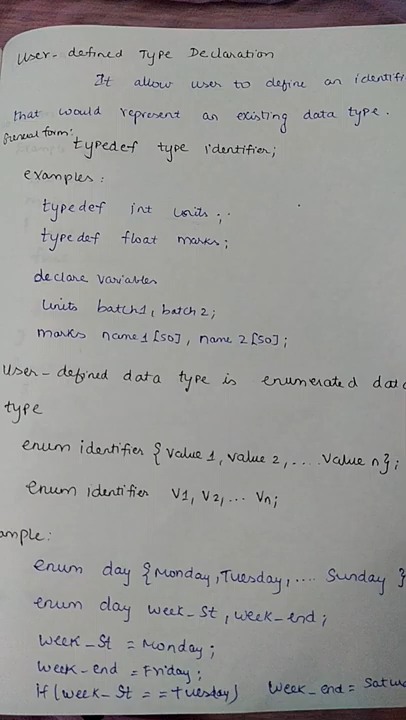 User-defined Type Declaration
It allow user to define an identifi
that would represent an existing data type.
General form:
typedef type identifier;
examples:
typedef int units;
typedef float marks;
declare variables
Units batch1, batch2;
marks name1[50], name2[50];
User-defined data type is enumerated dat
type
enum identifier {value 1, value 2, .... value n};
enum identifier V1, V2, ... Vn;
ample:
enum day {Monday, Tuesday, .... Sunday }
enum day week_st, week_end;
week_st = Monday;
week_end = Friday;
if (week_st == Tuesday) week_end = Satu